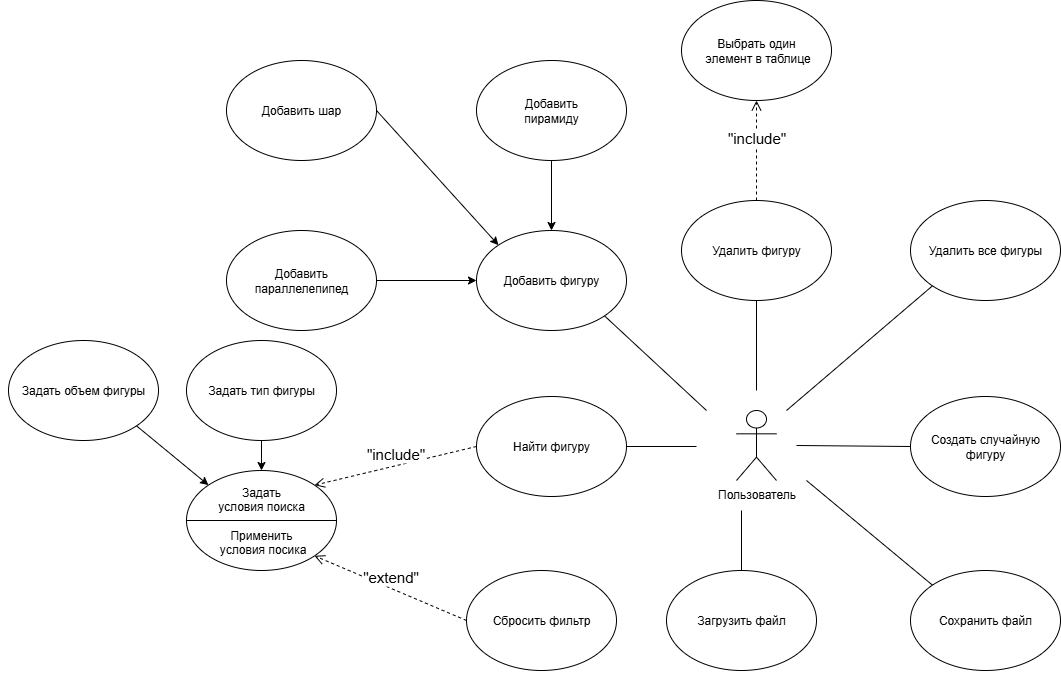 Выбрать один
элемент в таблице
Добавить шар
Добавить
пирамиду
"include"
Удалить фигуру
Удалить все фигуры
Добавить
параллелепипед
Добавить фигуру
Задать объем фигуры
Задать тип фигуры
"include"
Найти фигуру
Создать случайную
фигуру
Задать
условия поиска
Пользователь
Применить
условия посика
"extend"
Сбросить фильтр
Загрузить файл
Сохранить файл